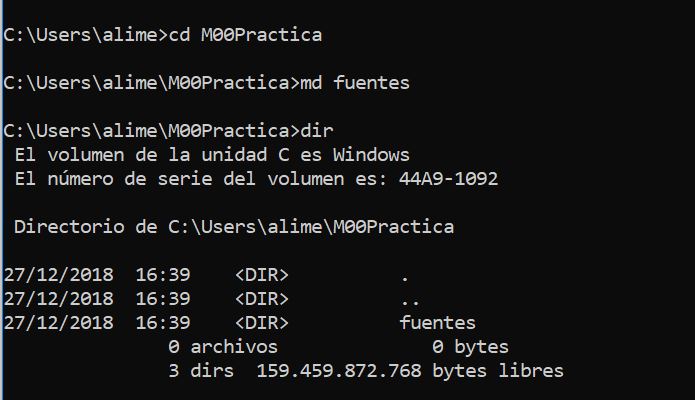 C:\Users\alime>cd M00Practica
C:\Users\alime\M00Practica>md fuentes
C:\Users\alime\M00Practica>dir
El volumen de la unidad C es Windows
El número de serie del volumen es: 44A9-1092
Directorio de C:\Users\alime\M00Practica
27/12/2018  16:39    <DIR>          .
27/12/2018  16:39    <DIR>          ..
27/12/2018  16:39    <DIR>          fuentes
0 archivos              0 bytes
3 dirs  159.459.872.768 bytes libres